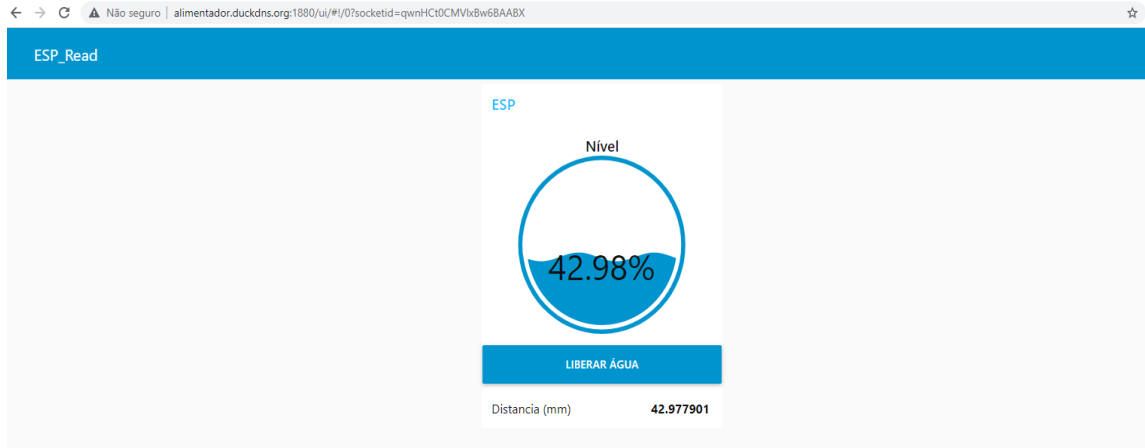 Não seguro | alimentador.duckdns.org:1880/ui/#!/0?socketid=qwnHCt0CMVlxBw6BAABX
ESP_Read
ESP
Nível
42.98%
LIBERAR ÁGUA
Distancia (mm) 42.977901